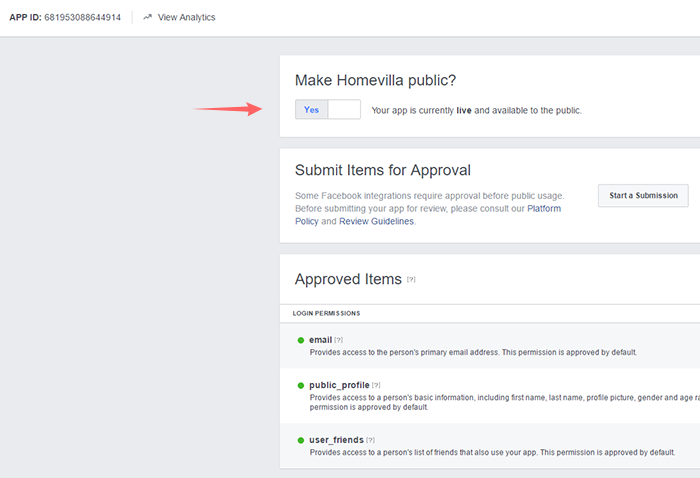 APP ID: 681953088644914 View Analytics
Make Homevilla public?
Yes Your app is currently live and available to the public.
Submit Items for Approval
Some Facebook integrations require approval before public usage.
Before submitting your app for review, please consult our Platform
Policy and Review Guidelines.
Start a Submission
Approved Items [?]
LOGIN PERMISSIONS
email [?]
Provides access to the person's primary email address. This permission is approved by default.
public_profile [?]
Provides access to a person's basic information, including first name, last name, profile picture, gender and age ra
permission is approved by default.
user_friends [?]
Provides access to a person's list of friends that also use your app. This permission is approved by default.